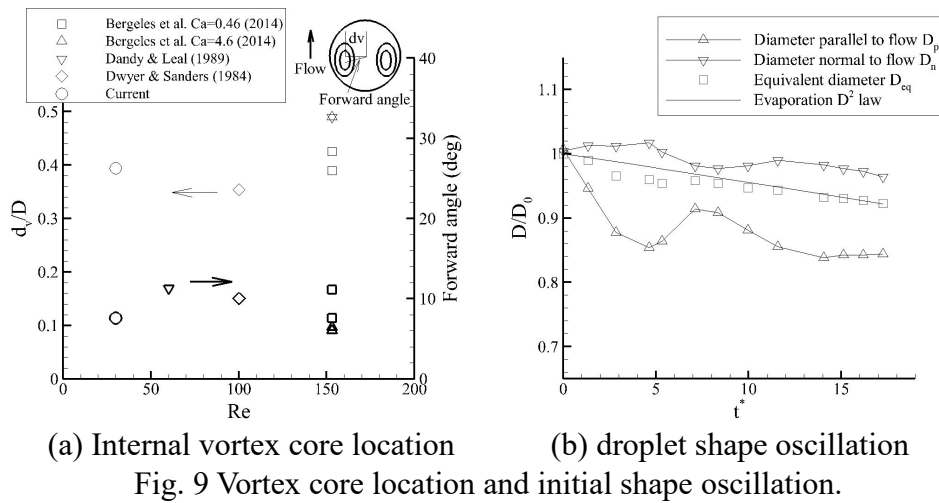 Bergeles et al. Ca=0.46 (2014)
Bergeles et al. Ca=4.6 (2014)
Dandy & Leal (1989)
Dwyer & Sanders (1984)
Current
dv
Flow
Forward angle
0.5
0.4
0.3
0.2
0.1
0
dv/D
0
50
100
150
200
Re
40
30
20
10
0
Forward angle (deg)
Diameter parallel to flow Dp
Diameter normal to flow Dn
Equivalent diameter Deq
Evaporation D² law
1.1
1.0
0.9
0.8
0.7
D/D0
0
5
10
15
t*
(a) Internal vortex core location
(b) droplet shape oscillation
Fig. 9 Vortex core location and initial shape oscillation.